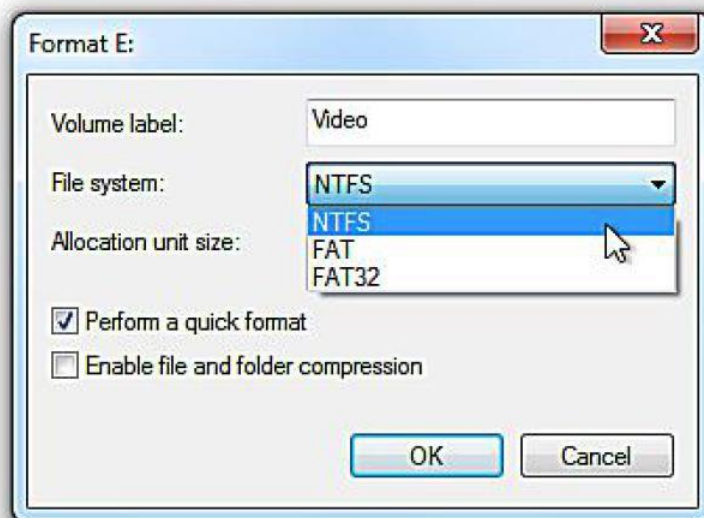 Format E:
Volume label: Video
File system: NTFS
NTFS
Allocation unit size: FAT
FAT32
Perform a quick format
Enable file and folder compression
OK Cancel